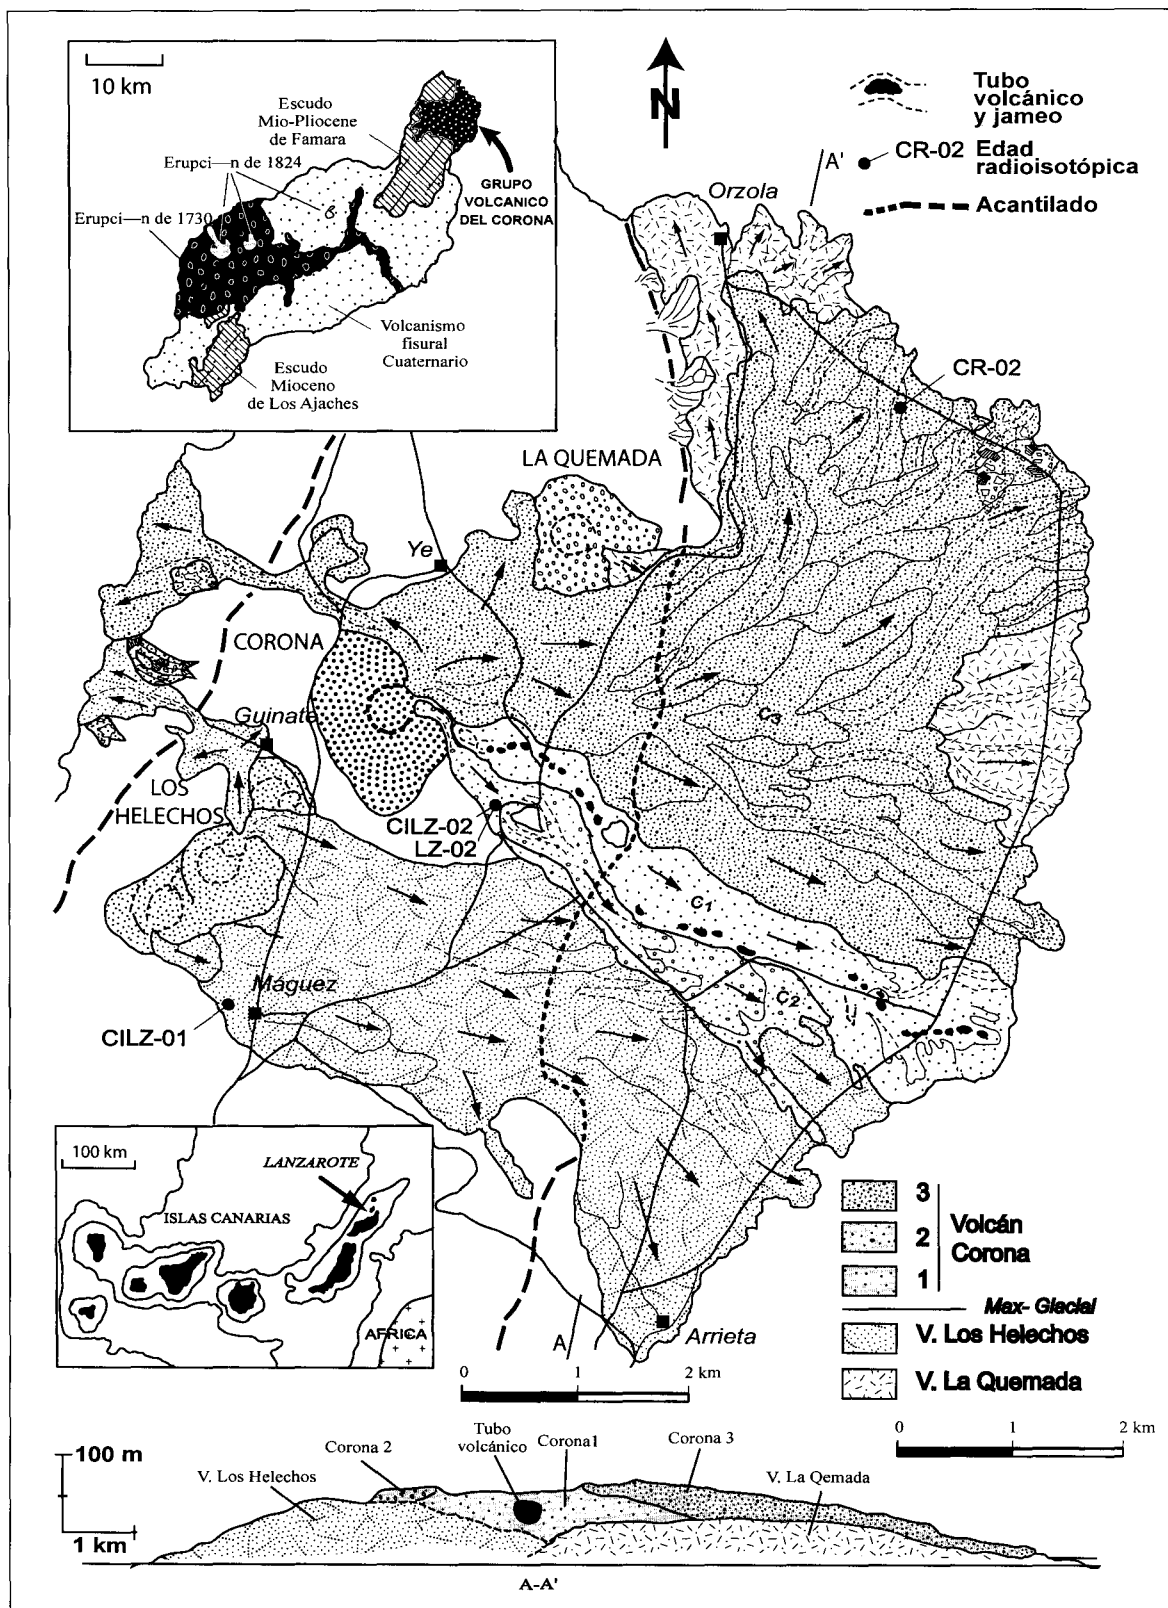 10 km
Escudo
Mio-Pliocene
de Famara
Erupci—n de 1824
Erupci—n de 1730
GRUPO
VOLCANICO
DEL CORONA
Volcanismo
fisural
Cuaternario
Escudo
Mioceno
de Los Ajaches
N
Tubo
volcánico
y jameo
CR-02 Edad
radioisotópica
Acantilado
A'
Orzola
CR-02
LA QUEMADA
Ye
CORONA
Guinate
LOS
HELECHOS
CILZ-02
LZ-02
C3
C1
C2
Máguez
CILZ-01
100 km
LANZAROTE
ISLAS CANARIAS
AFRICA
A
Arrieta
0 1 2 km
3
2 Volcán
Corona
1
Max- Glacial
V. Los Helechos
V. La Quemada
0 1 2 km
100 m
1 km
V. Los Helechos
Corona 2
Tubo
volcánico
Corona1
Corona 3
V. La Qemada
A-A'